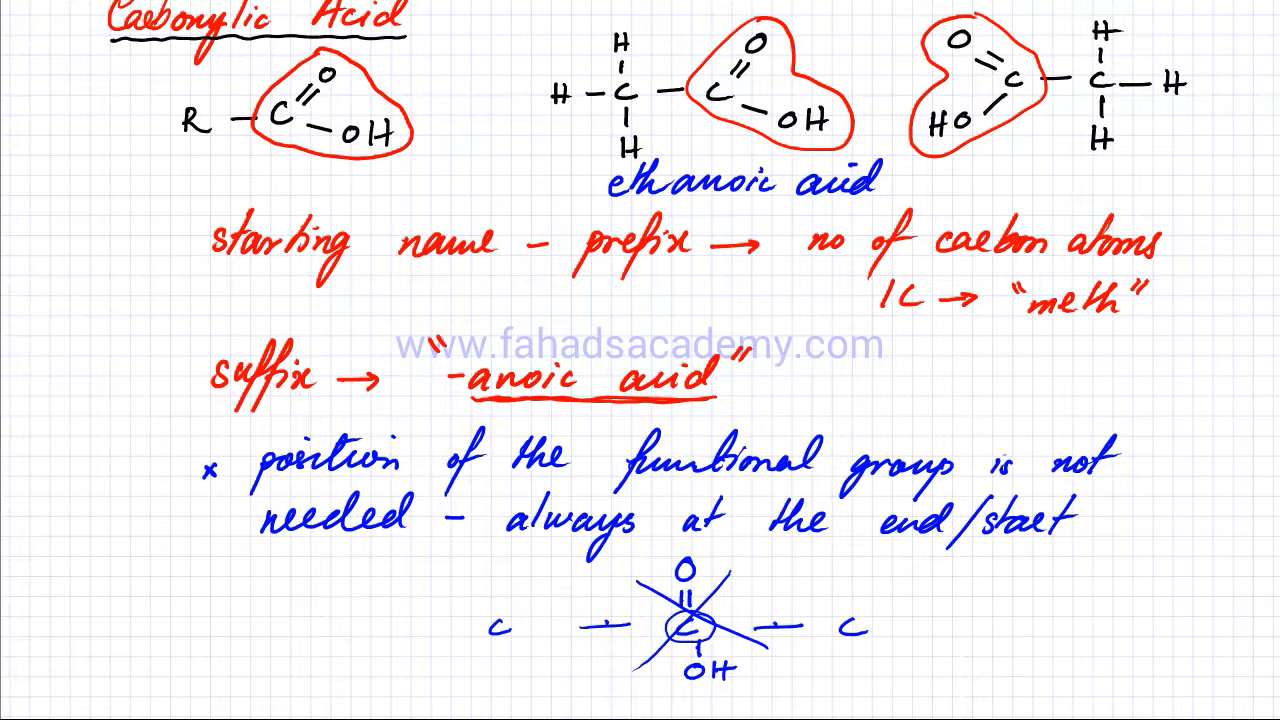 Carboxylic Acid
R — C = O
OH
H
H — C — C = O
OH
H
O = C — C — H
HO
H
H
ethanoic acid
starting name - prefix → no of carbon atoms
1C → "meth"
www.fahadsacademy.com
suffix → "-anoic acid"
x position of the functional group is not
needed - always at the end/start
O
C — C — C
OH